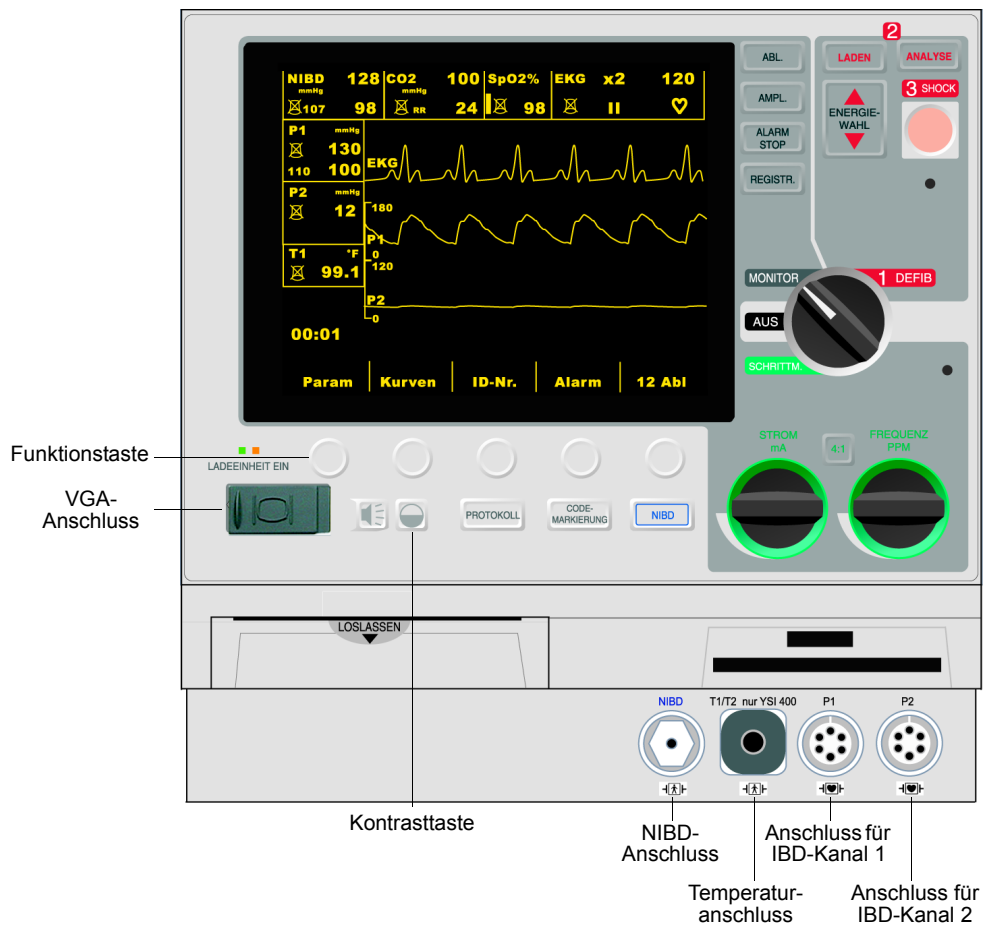 2
ABL.
LADEN
ANALYSE
NIBD 128 CO2 100 SpO2% EKG x2 120
mmHg mmHg
107 98 RR 24 98 II
3 SHOCK
AMPL.
ENERGIE-
WAHL
P1 mmHg
130
110 100
EKG
ALARM
STOP
REGISTR.
P2 mmHg
12
180
P1
0
T1 °F
99.1
120
P2
0
MONITOR
1 DEFIB
AUS
00:01
SCHRITTM.
Param Kurven ID-Nr. Alarm 12 Abl
STROM
mA
4:1
FREQUENZ
PPM
Funktionstaste
LADEEINHEIT EIN
VGA-
Anschluss
PROTOKOLL
CODE-
MARKIERUNG
NIBD
LOSLASSEN
NIBD
T1/T2 nur YSI 400
P1
P2
Kontrasttaste
NIBD-
Anschluss
Anschluss für
IBD-Kanal 1
Temperatur-
anschluss
Anschluss für
IBD-Kanal 2